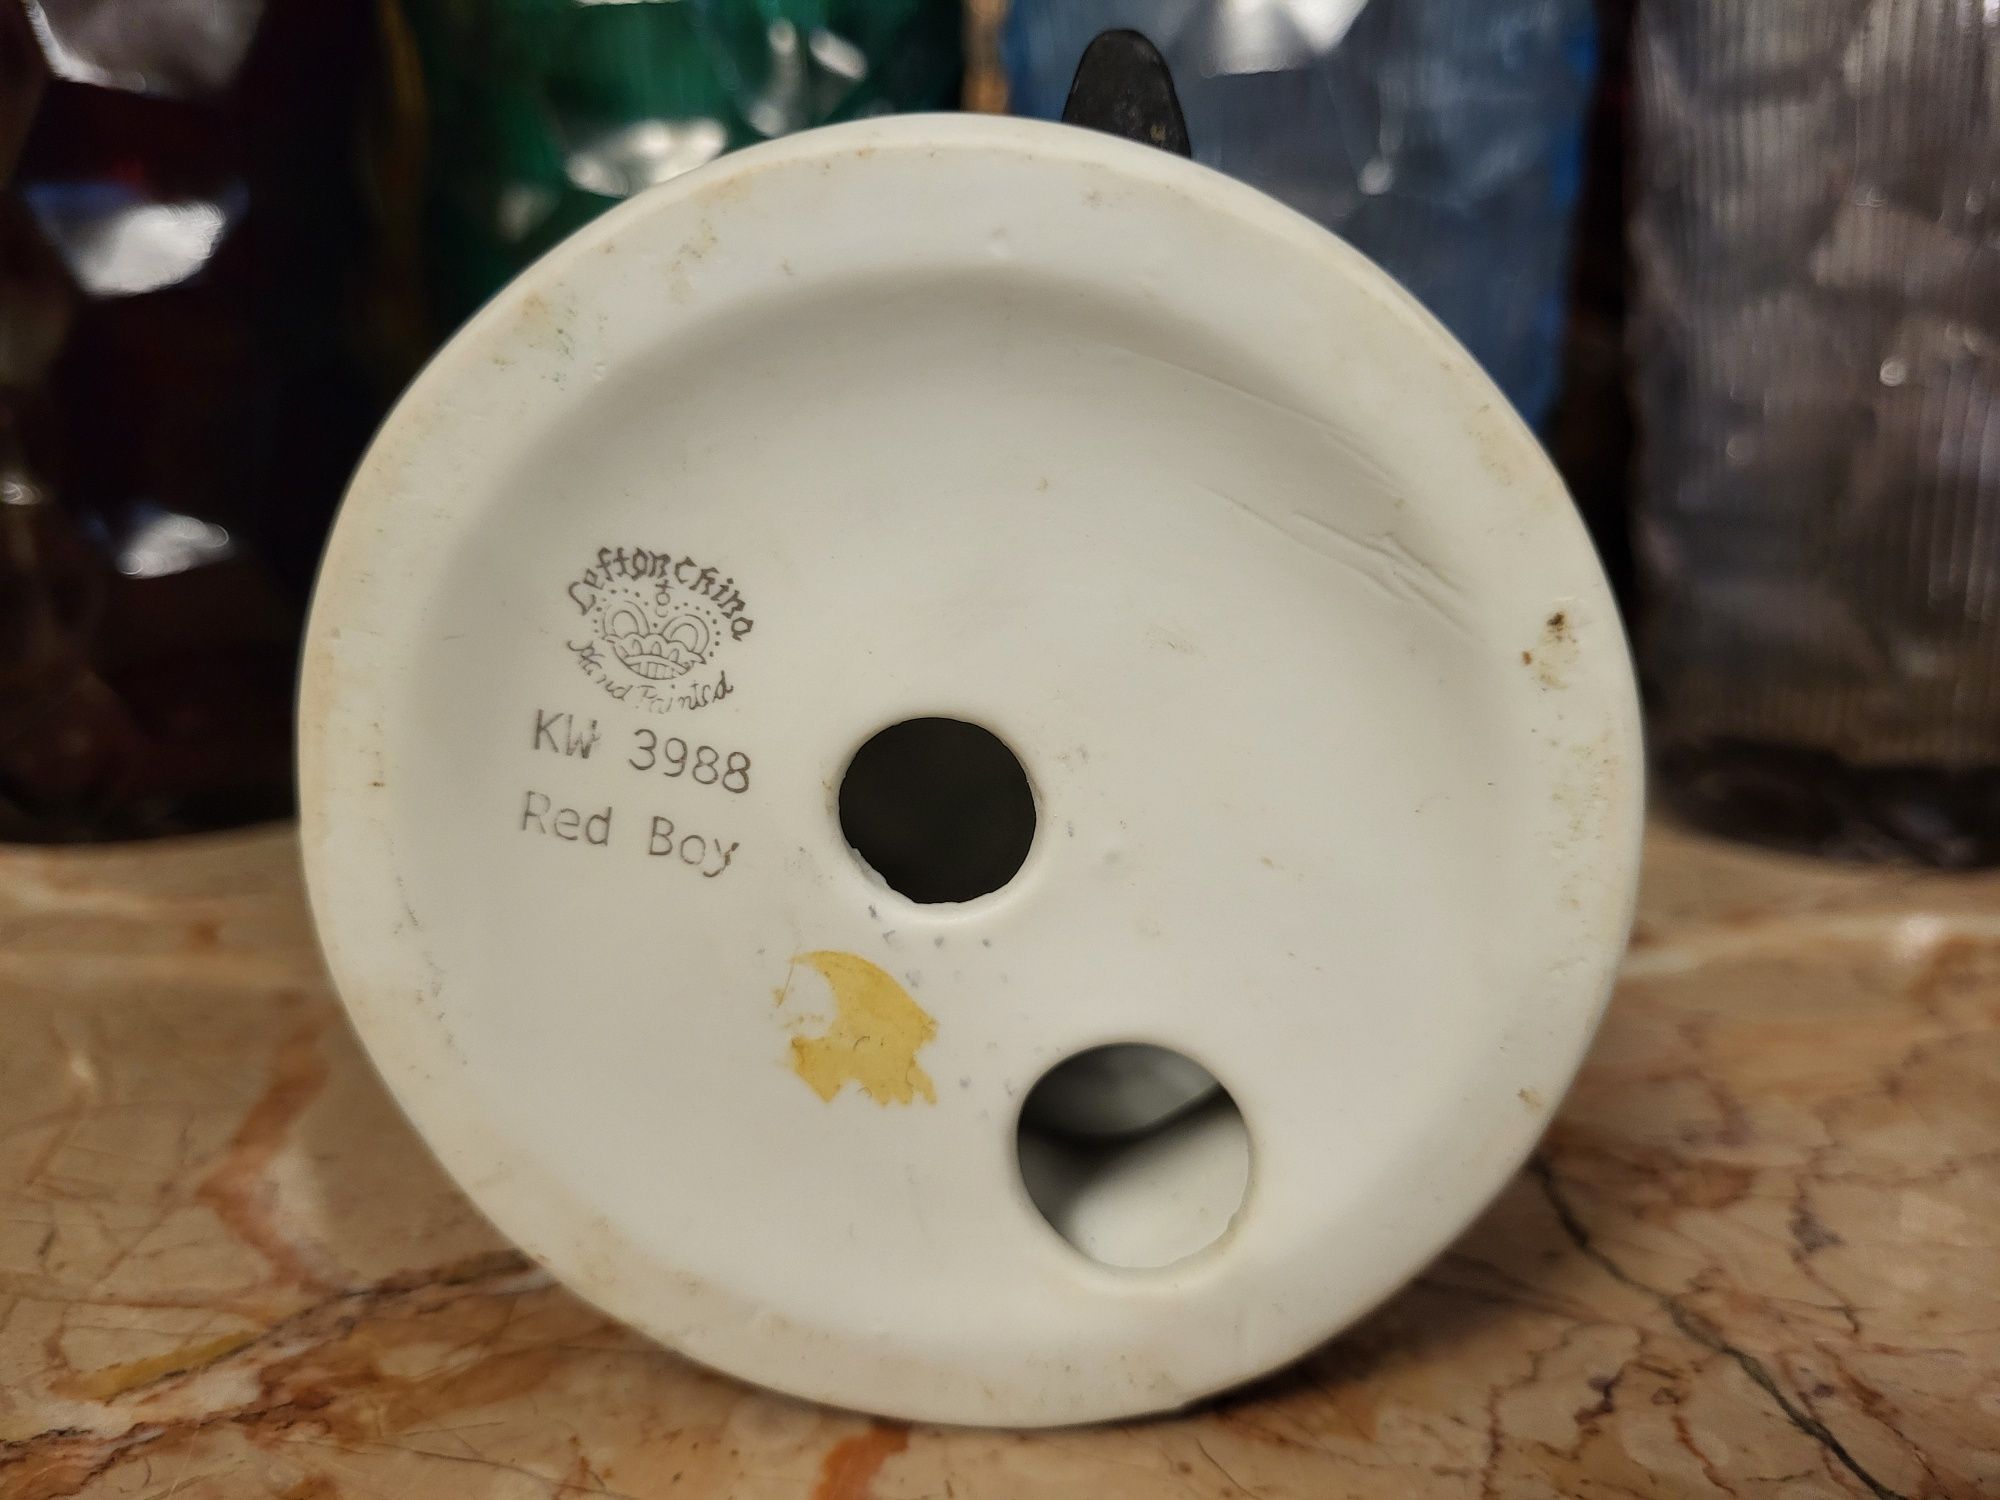 Lefton China
Hand Painted
KW 3988
Red Boy